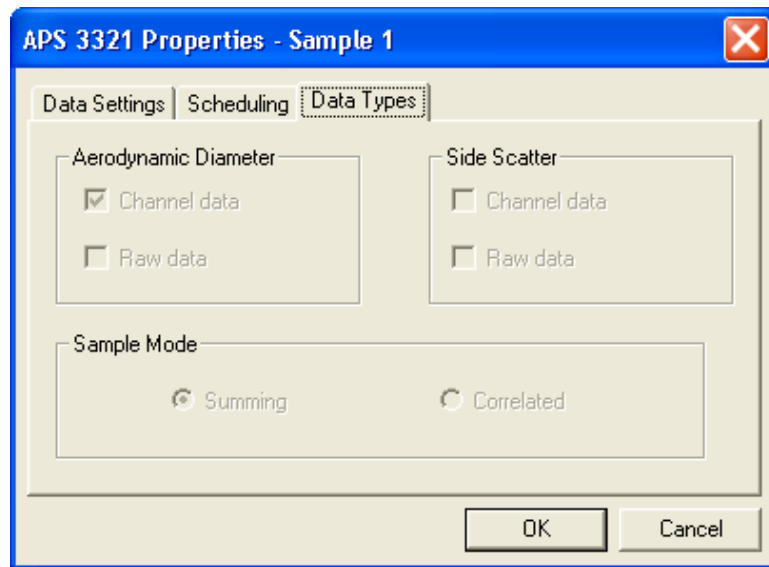 APS 3321 Properties - Sample 1
Data Settings Scheduling Data Types
Aerodynamic Diameter Side Scatter
Channel data Channel data
Raw data Raw data
Sample Mode
Summing Correlated
OK Cancel